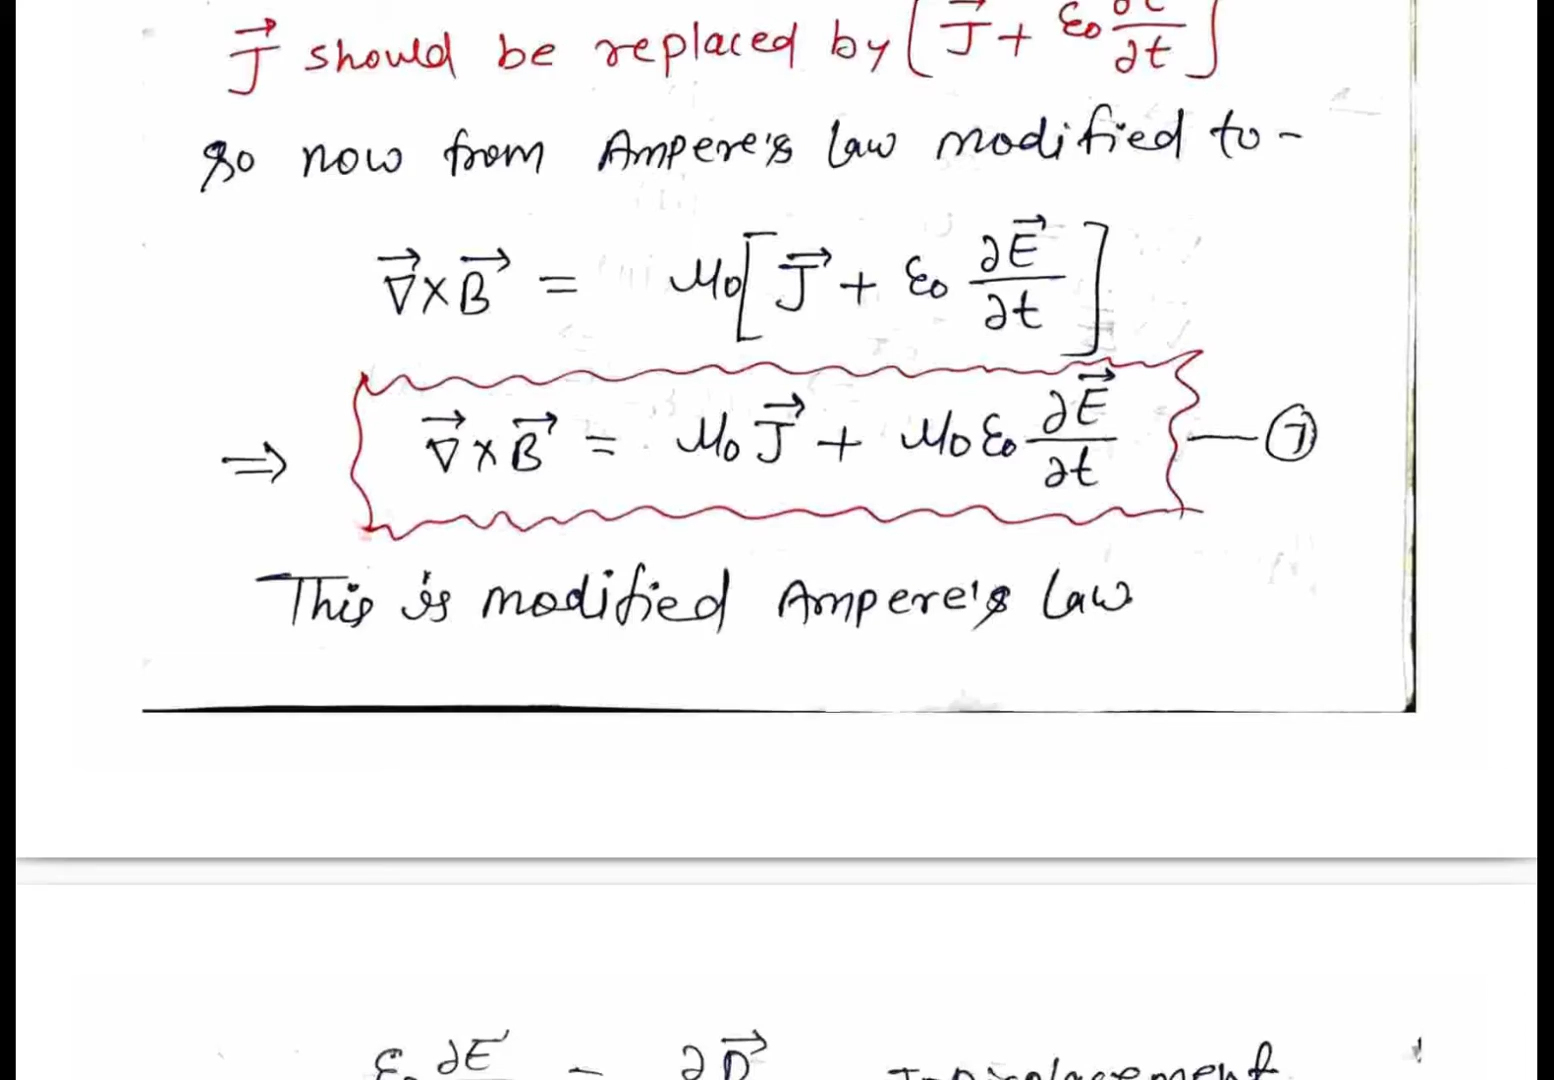 J⃗ should be replaced by [J⃗ + ε₀ ∂E/∂t]
So now from Ampere's law modified to -
∇⃗×B⃗ = μ₀[J⃗ + ε₀ ∂E⃗/∂t]
⇒ ∇⃗×B⃗ = μ₀J⃗ + μ₀ε₀ ∂E⃗/∂t — ⑦
This is modified Ampere's law
ε₀ ∂E⃗ = ∂D⃗